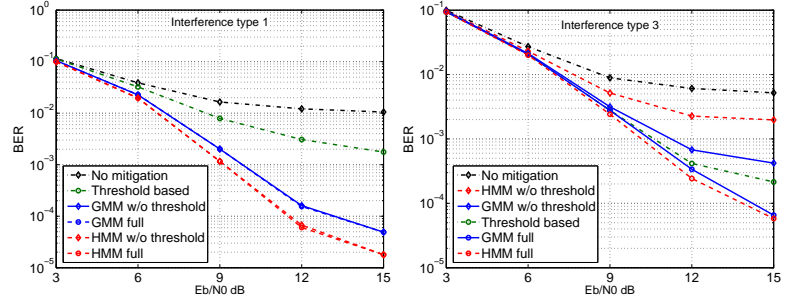 Interference type 1
BER
10^0
10^-1
10^-2
10^-3
10^-4
10^-5
No mitigation
Threshold based
GMM w/o threshold
GMM full
HMM w/o threshold
HMM full
3 6 9 12 15
Eb/N0 dB
Interference type 3
BER
10^-1
10^-2
10^-3
10^-4
10^-5
No mitigation
HMM w/o threshold
GMM w/o threshold
Threshold based
GMM full
HMM full
3 6 9 12 15
Eb/N0 dB